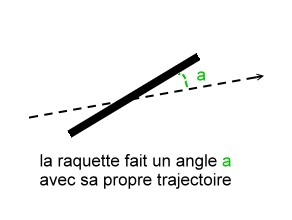 a
la raquette fait un angle a
avec sa propre trajectoire